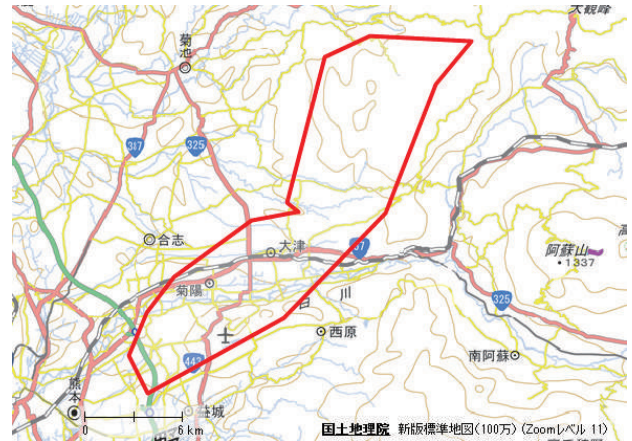 大観峰
菊池
317
325
合志
大津
57
阿蘇山
・1337
菊陽
白川
325
西原
443
南阿蘇
熊本
益城
0 6 km
国土地理院 新版標準地図(100万) (Zoomレベル 11)